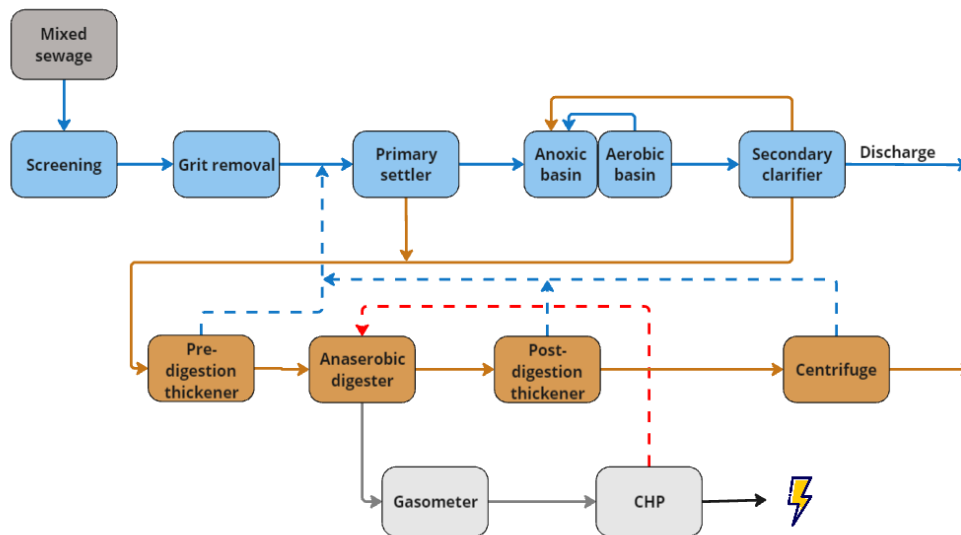 Mixed
sewage
Screening
Grit removal
Primary
settler
Anoxic
basin
Aerobic
basin
Secondary
clarifier
Discharge
Pre-
digestion
thickener
Anaserobic
digester
Post-
digestion
thickener
Centrifuge
Gasometer
CHP